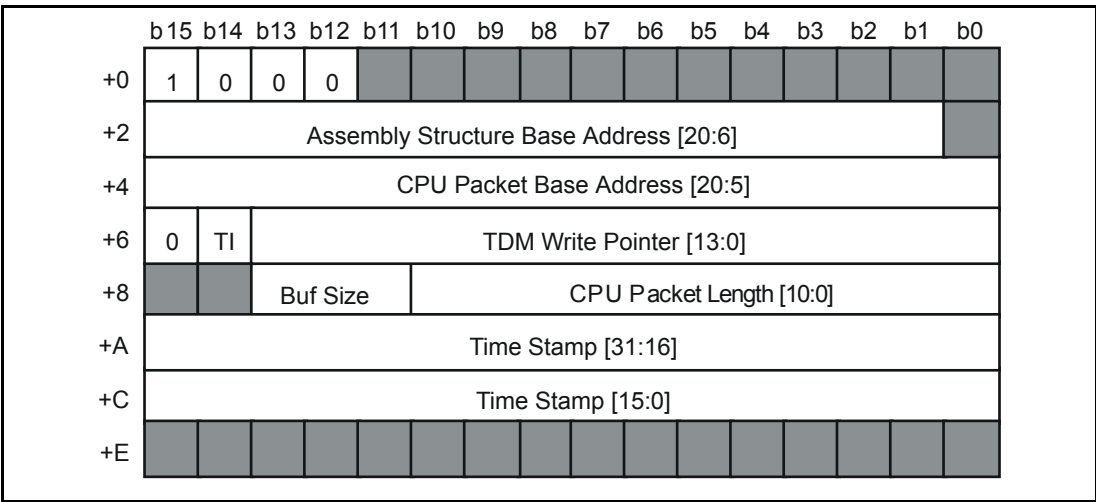 b15 b14 b13 b12 b11 b10 b9 b8 b7 b6 b5 b4 b3 b2 b1 b0
+0 1 0 0 0
+2 Assembly Structure Base Address [20:6]
+4 CPU Packet Base Address [20:5]
+6 0 TI TDM Write Pointer [13:0]
+8 Buf Size CPU Packet Length [10:0]
+A Time Stamp [31:16]
+C Time Stamp [15:0]
+E